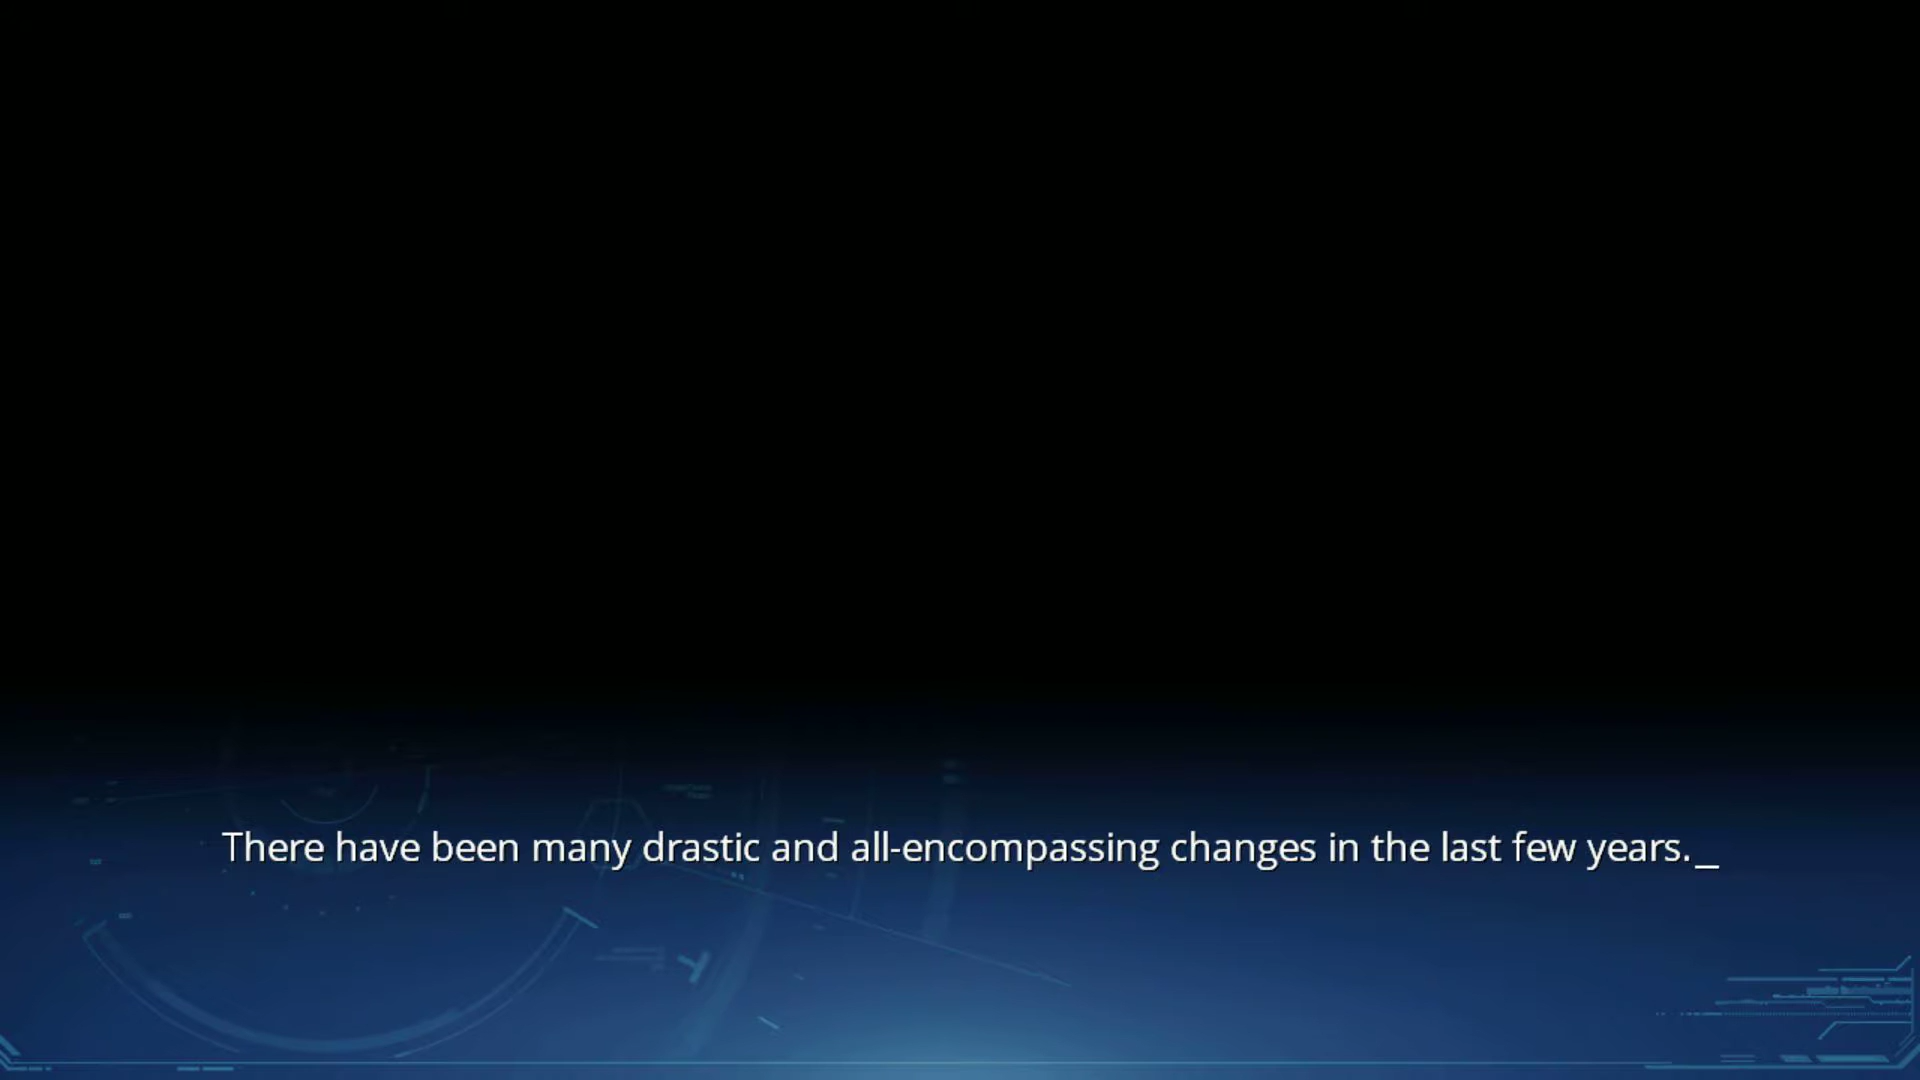 There have been many drastic and all-encompassing changes in the last few years._